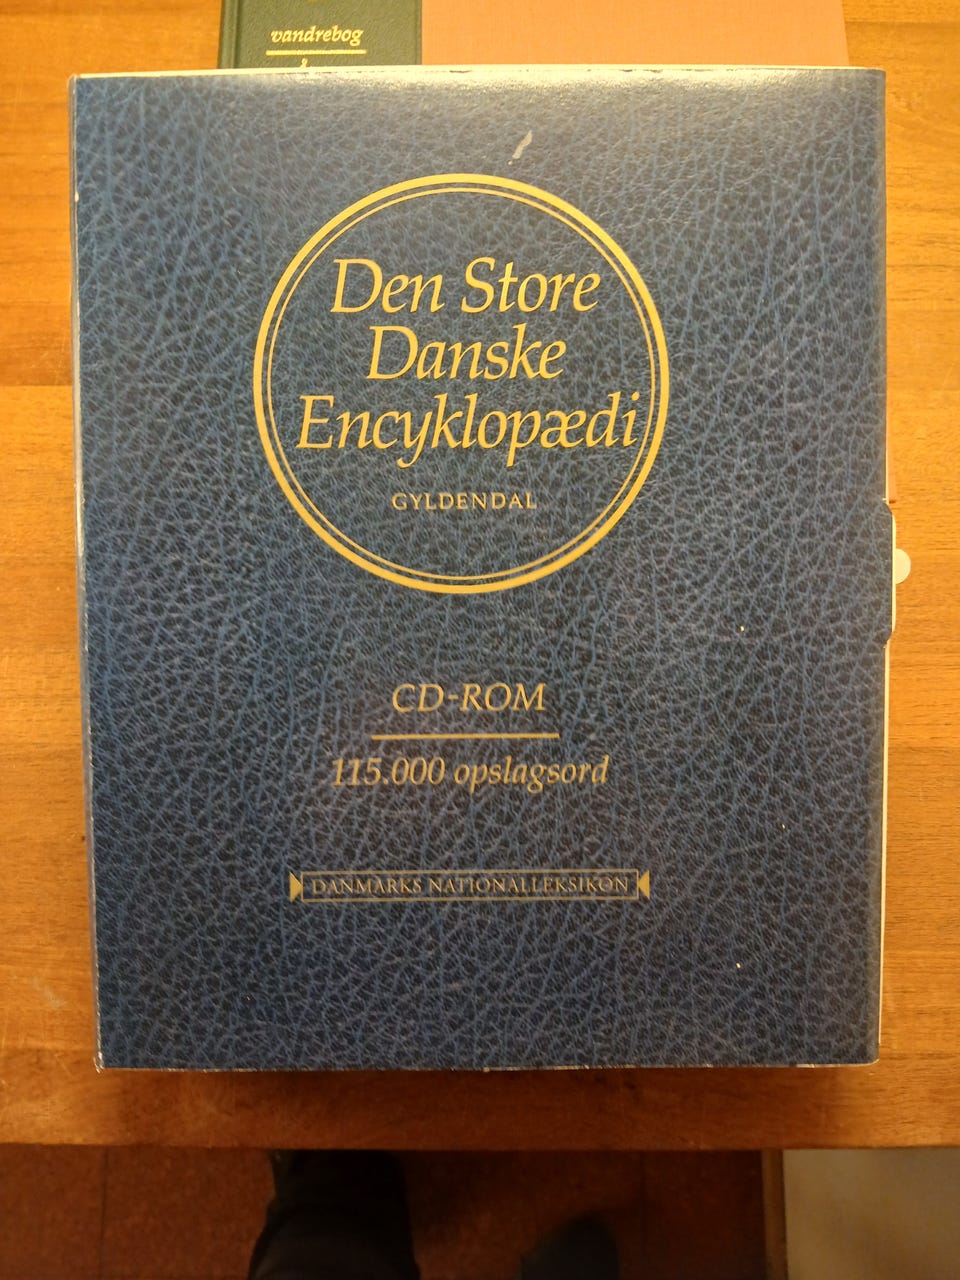 vandrebog
Den Store
Danske
Encyklopædi
GYLDENDAL
CD-ROM
115.000 opslagsord
DANMARKS NATIONALLEKSIKON